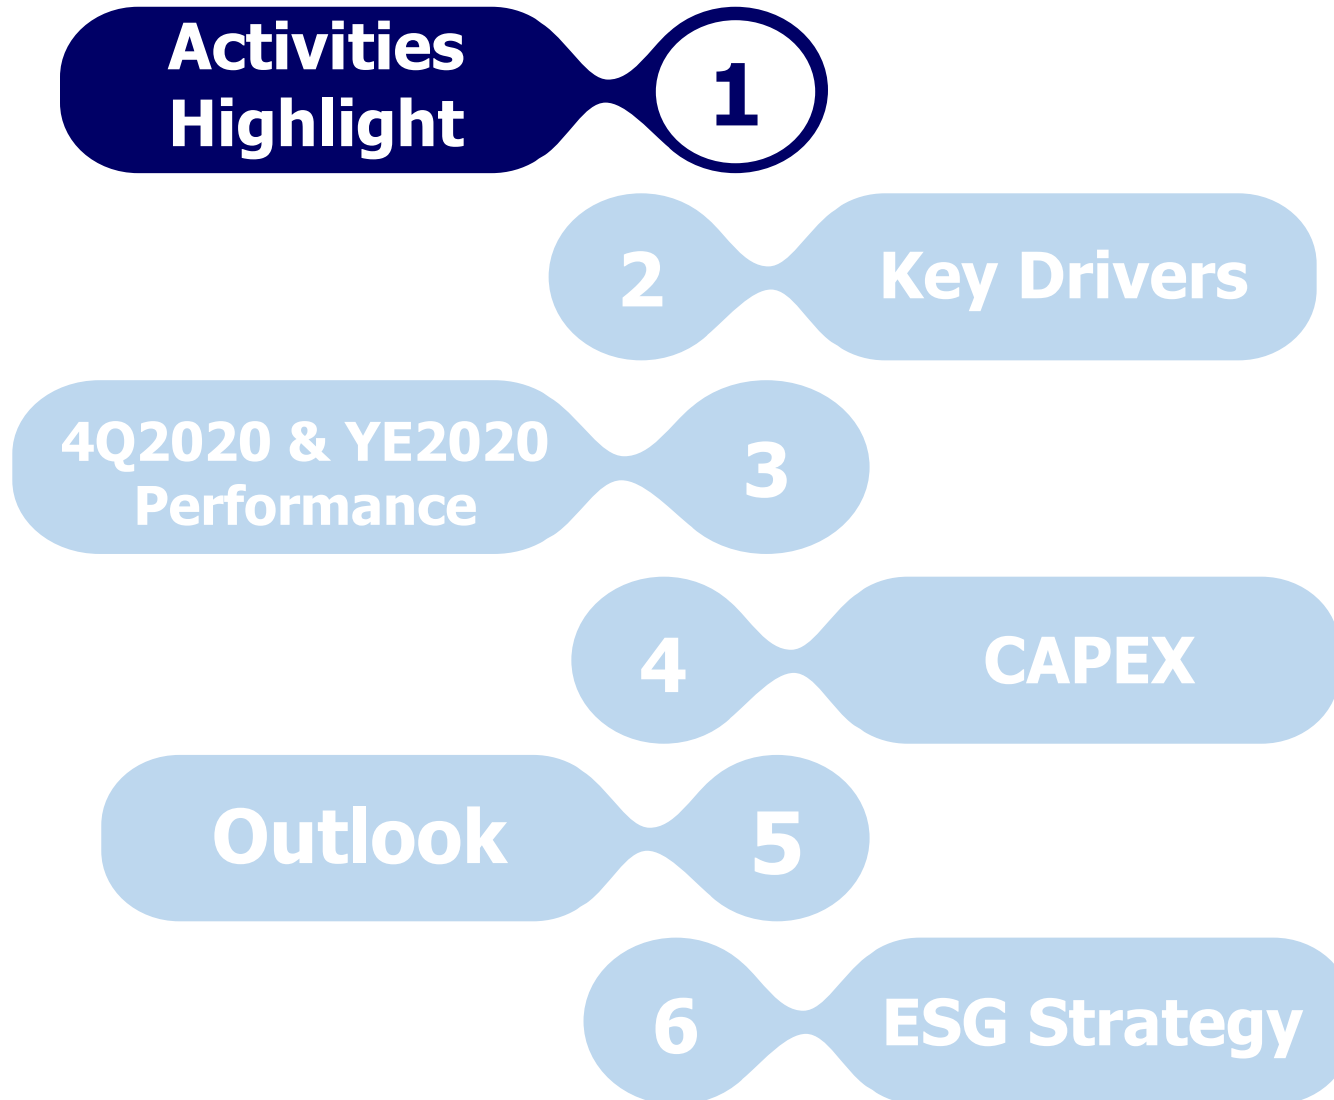 Activities
Highlight
1
2
Key Drivers
4Q2020 & YE2020
Performance
3
4
CAPEX
Outlook
5
6
ESG Strategy